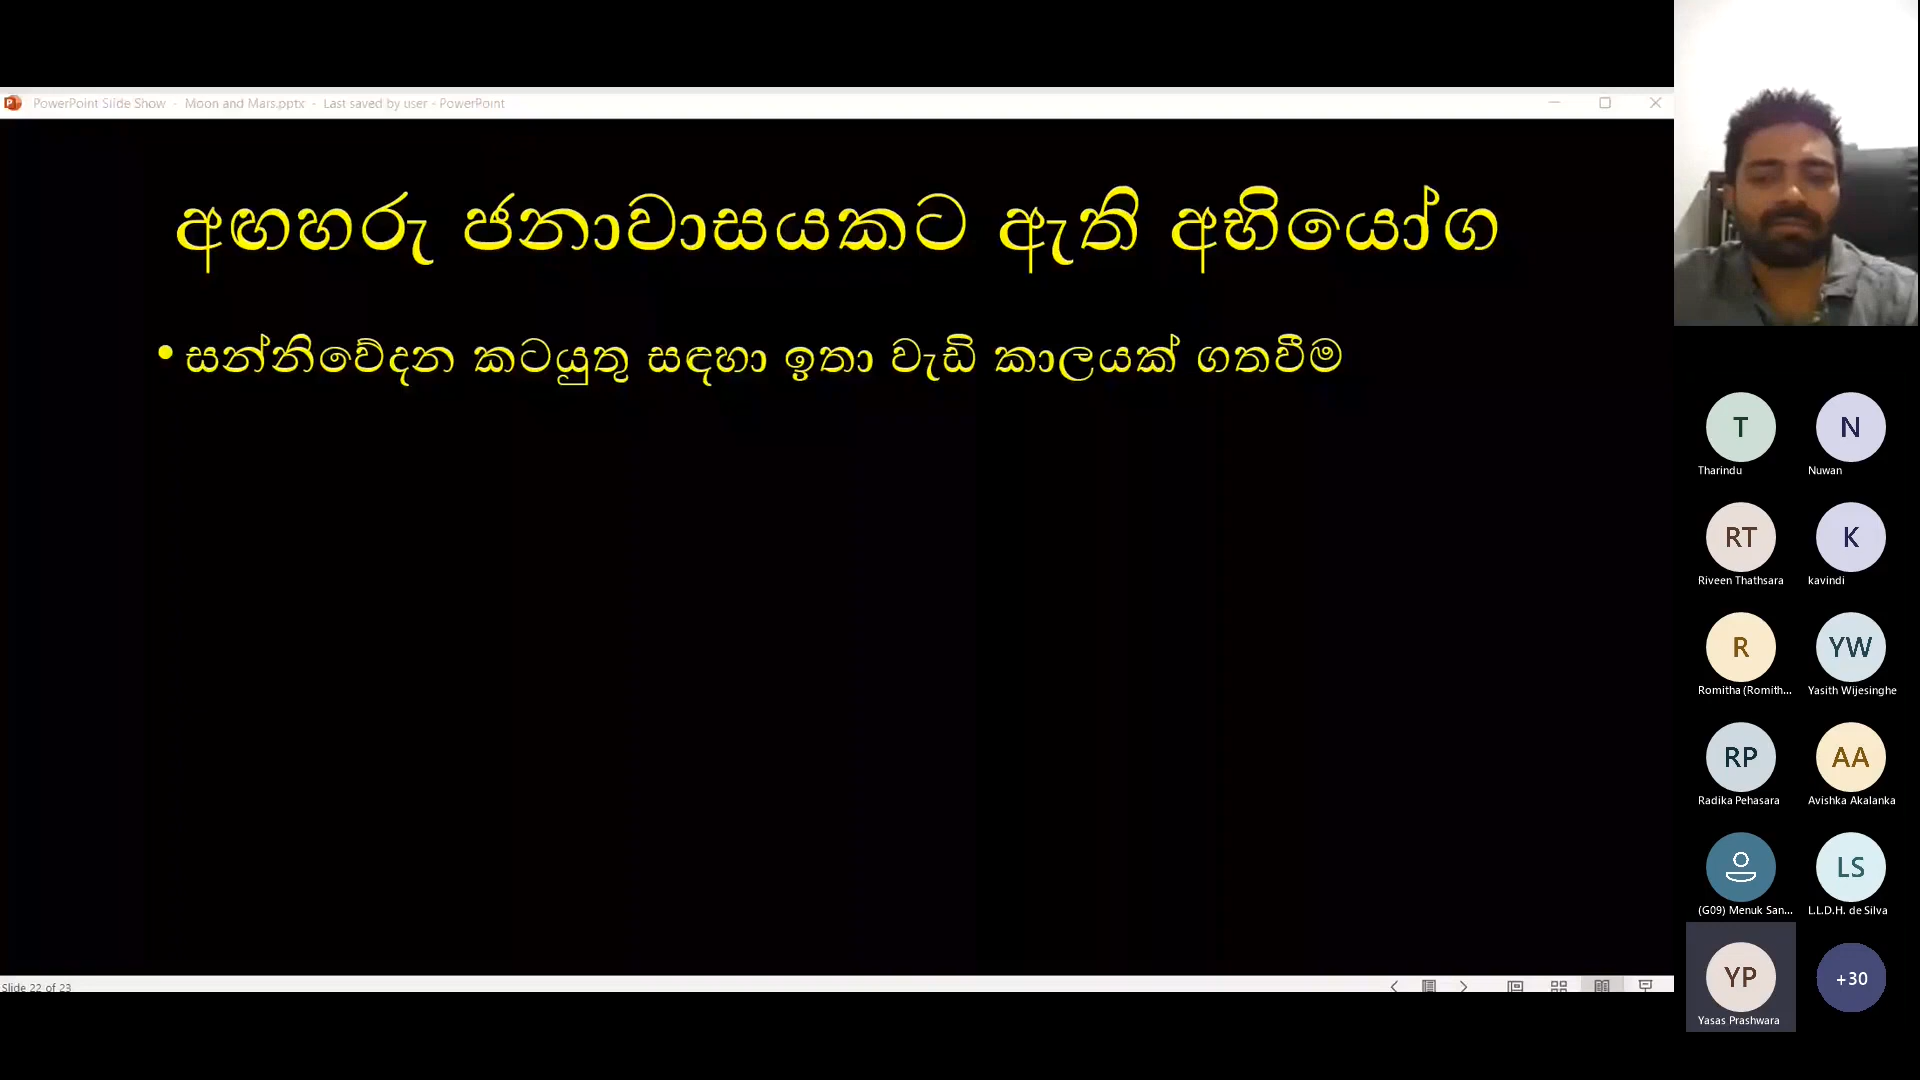 PowerPoint Slide Show - Moon and Mars.pptx - Last saved by user - PowerPoint
අඟහරු ජනාවාසයකට ඇති අභියෝග
• සන්නිවේදන කටයුතු සඳහා ඉතා වැඩි කාලයක් ගතවීම
Slide 22 of 23
T
Tharindu
N
Nuwan
RT
Riveen Thathsara
K
kavindi
R
Romitha (Romith...
YW
Yasith Wijesinghe
RP
Radika Pehasara
AA
Avishka Akalanka
(G09) Menuk San...
LS
L.L.D.H. de Silva
YP
Yasas Prashwara
+30